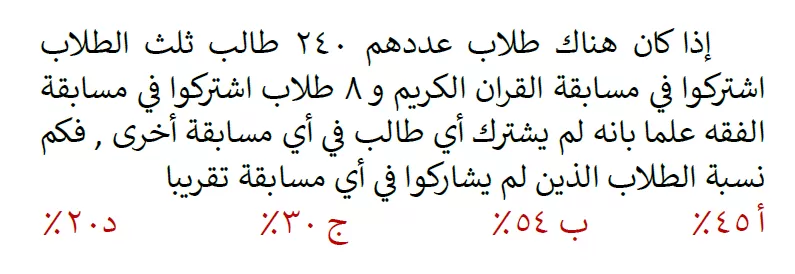 إذا كان هناك طلاب عددهم ٢٤٠ طالب ثلث الطلاب
اشتركوا في مسابقة القران الكريم و ٨ طلاب اشتركوا في مسابقة
الفقه علما بانه لم يشترك أي طالب في أي مسابقة أخرى , فكم
نسبة الطلاب الذين لم يشاركوا في أي مسابقة تقريبا
أ ٤٥٪ ب ٥٤٪ ج ٣٠٪ د ٢٠٪